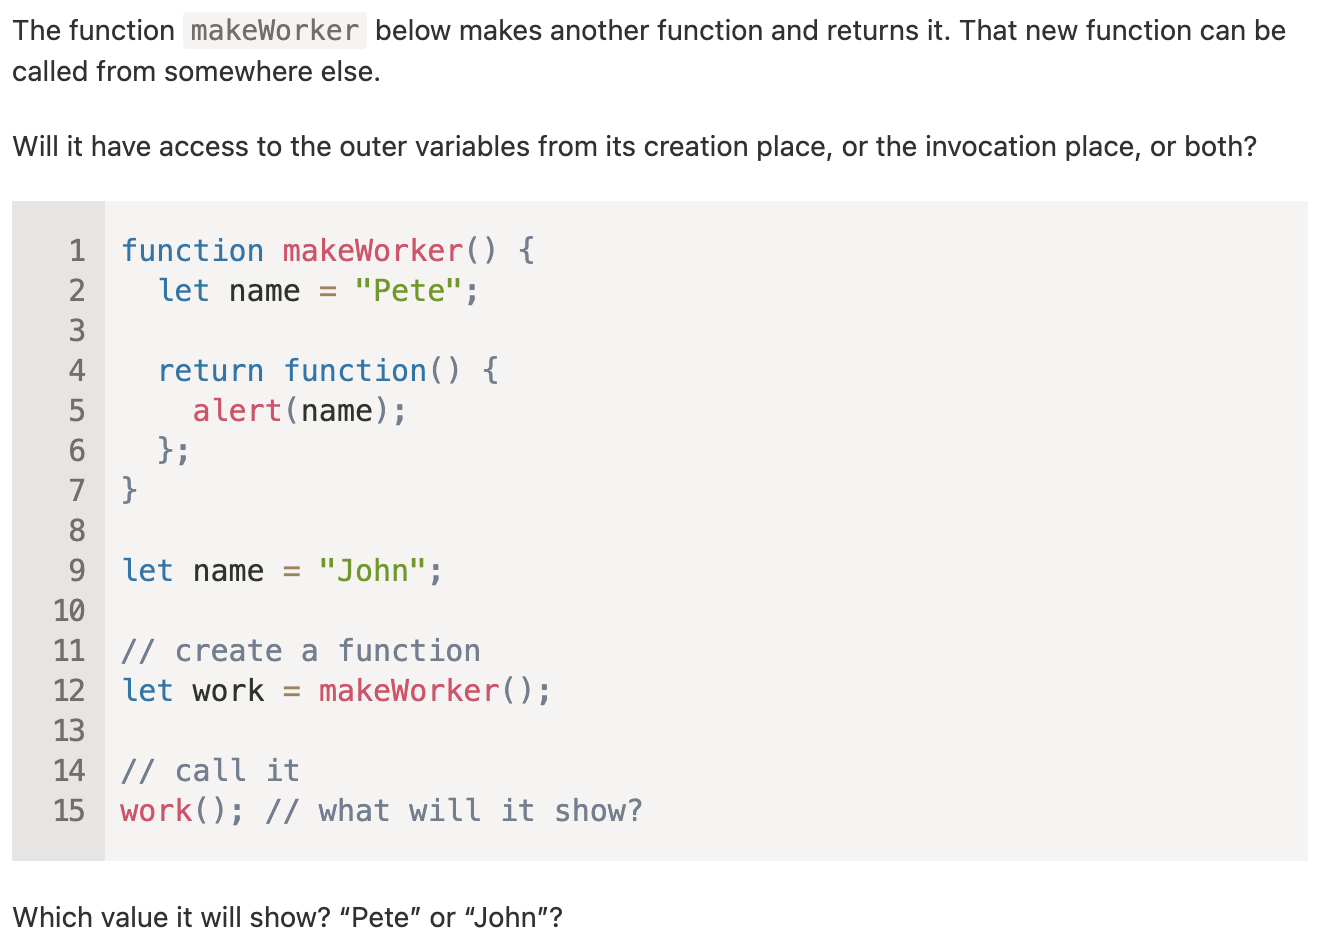 The function makeWorker below makes another function and returns it. That new function can be
called from somewhere else.
Will it have access to the outer variables from its creation place, or the invocation place, or both?
1 function makeWorker() {
2   let name = "Pete";
3
4   return function() {
5     alert(name);
6   };
7 }
8
9 let name = "John";
10
11 // create a function
12 let work = makeWorker();
13
14 // call it
15 work(); // what will it show?
Which value it will show? “Pete” or “John”?